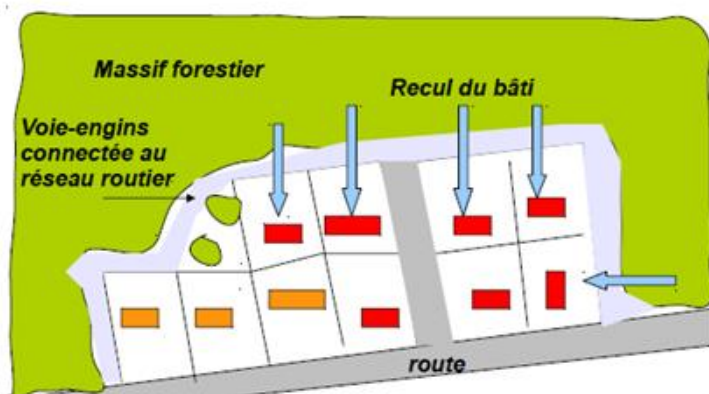 Massif forestier
Recul du bâti
Voie-engins
connectée au
réseau routier
route